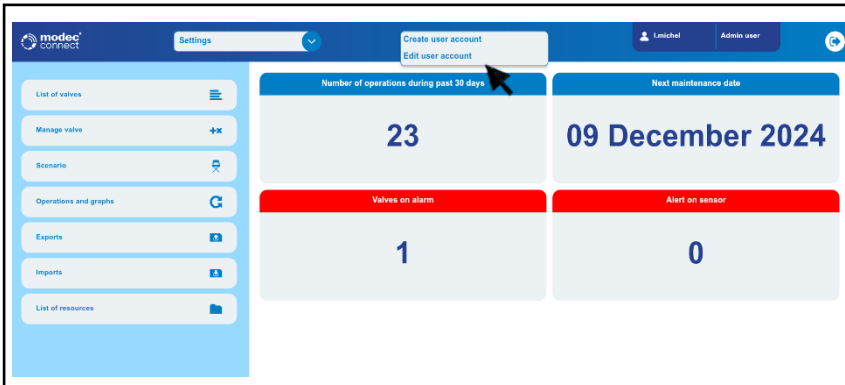 modec
connect
Settings
Create user account
Edit user account
l.michel
Admin user
List of valves
Manage valve
Scenario
Operations and graphs
Exports
Imports
List of resources
Number of operations during past 30 days
23
Next maintenance date
09 December 2024
Valves on alarm
1
Alert on sensor
0